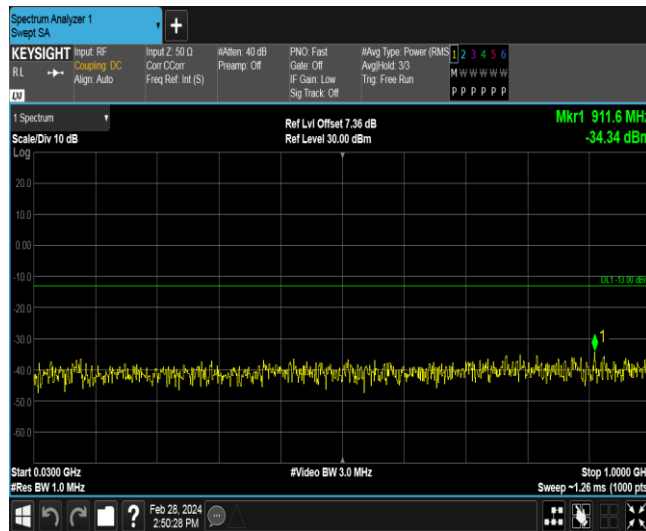 Spectrum Analyzer 1
Swept SA
+
KEYSIGHT
RL
LXI
Input: RF
Coupling: DC
Align: Auto
Input Z: 50 Ω
Corr CCorr
Freq Ref: Int (S)
#Atten: 40 dB
Preamp: Off
PNO: Fast
Gate: Off
IF Gain: Low
Sig Track: Off
#Avg Type: Power (RMS
Avg|Hold: 3/3
Trig: Free Run
1 2 3 4 5 6
M W W W W W
P P P P P P
1 Spectrum
Scale/Div 10 dB
Ref Lvl Offset 7.36 dB
Ref Level 30.00 dBm
Mkr1 911.6 MHz
-34.34 dBm
Log
20.0
10.0
0.00
-10.0
DL1 -13.00 dBm
-20.0
-30.0
1
-40.0
-50.0
-60.0
Start 0.0300 GHz
#Res BW 1.0 MHz
#Video BW 3.0 MHz
Stop 1.0000 GH
Sweep ~1.26 ms (1000 pts
?
Feb 28, 2024
2:50:28 PM